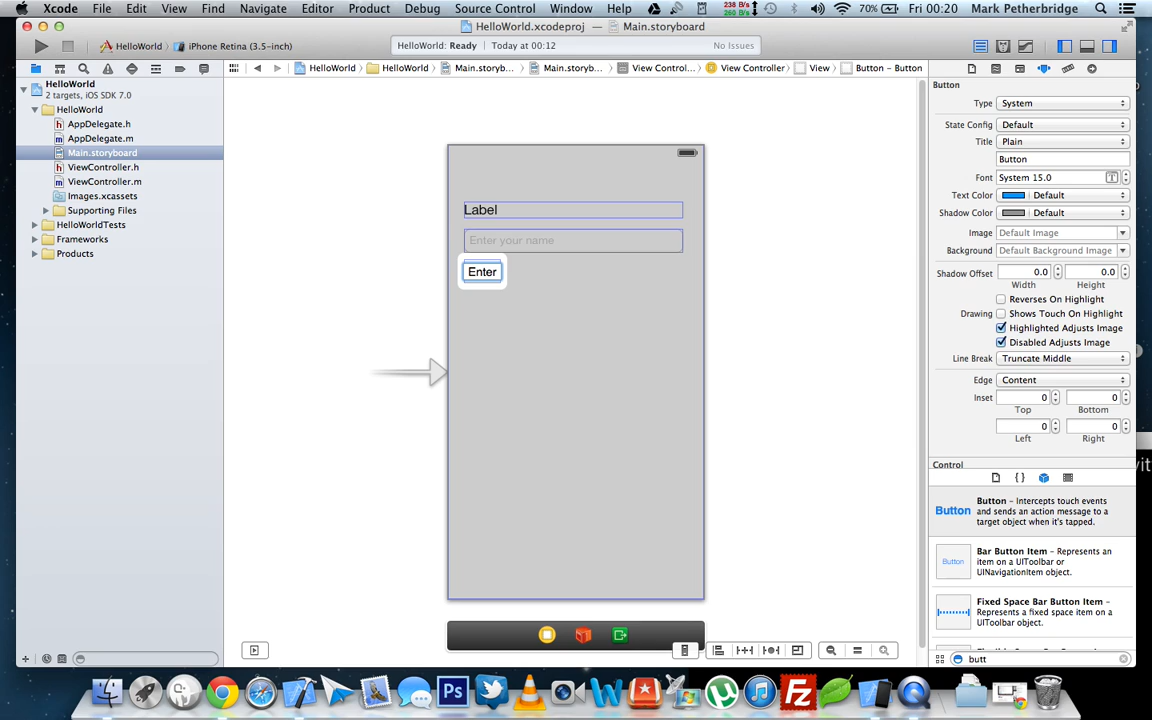 Xcode File Edit View Find Navigate Editor Product Debug Source Control Window Help 238 B/s 260 B/s 70% Fri 00:20 Mark Petherbridge
HelloWorld.xcodeproj — Main.storyboard
HelloWorld iPhone Retina (3.5-inch) HelloWorld: Ready Today at 00:12 No Issues
HelloWorld HelloWorld Main.storyb... Main.storyb... View Control... View Controller View Button - Button
HelloWorld
2 targets, iOS SDK 7.0
HelloWorld
AppDelegate.h
AppDelegate.m
Main.storyboard
ViewController.h
ViewController.m
Images.xcassets
Supporting Files
HelloWorldTests
Frameworks
Products
Label
Enter your name
Enter
Button
Type System
State Config Default
Title Plain
Button
Font System 15.0 T
Text Color Default
Shadow Color Default
Image Default Image
Background Default Background Image
Shadow Offset 0.0 0.0
Width Height
Reverses On Highlight
Drawing Shows Touch On Highlight
Highlighted Adjusts Image
Disabled Adjusts Image
Line Break Truncate Middle
Edge Content
Inset 0 0
Top Bottom
0 0
Left Right
Control
Button Button – Intercepts touch events
and sends an action message to a
target object when it's tapped.
Button Bar Button Item – Represents an
item on a UIToolbar or
UINavigationItem object.
Fixed Space Bar Button Item –
Represents a fixed space item on a
UIToolbar object.
butt
Ps
W
Fz